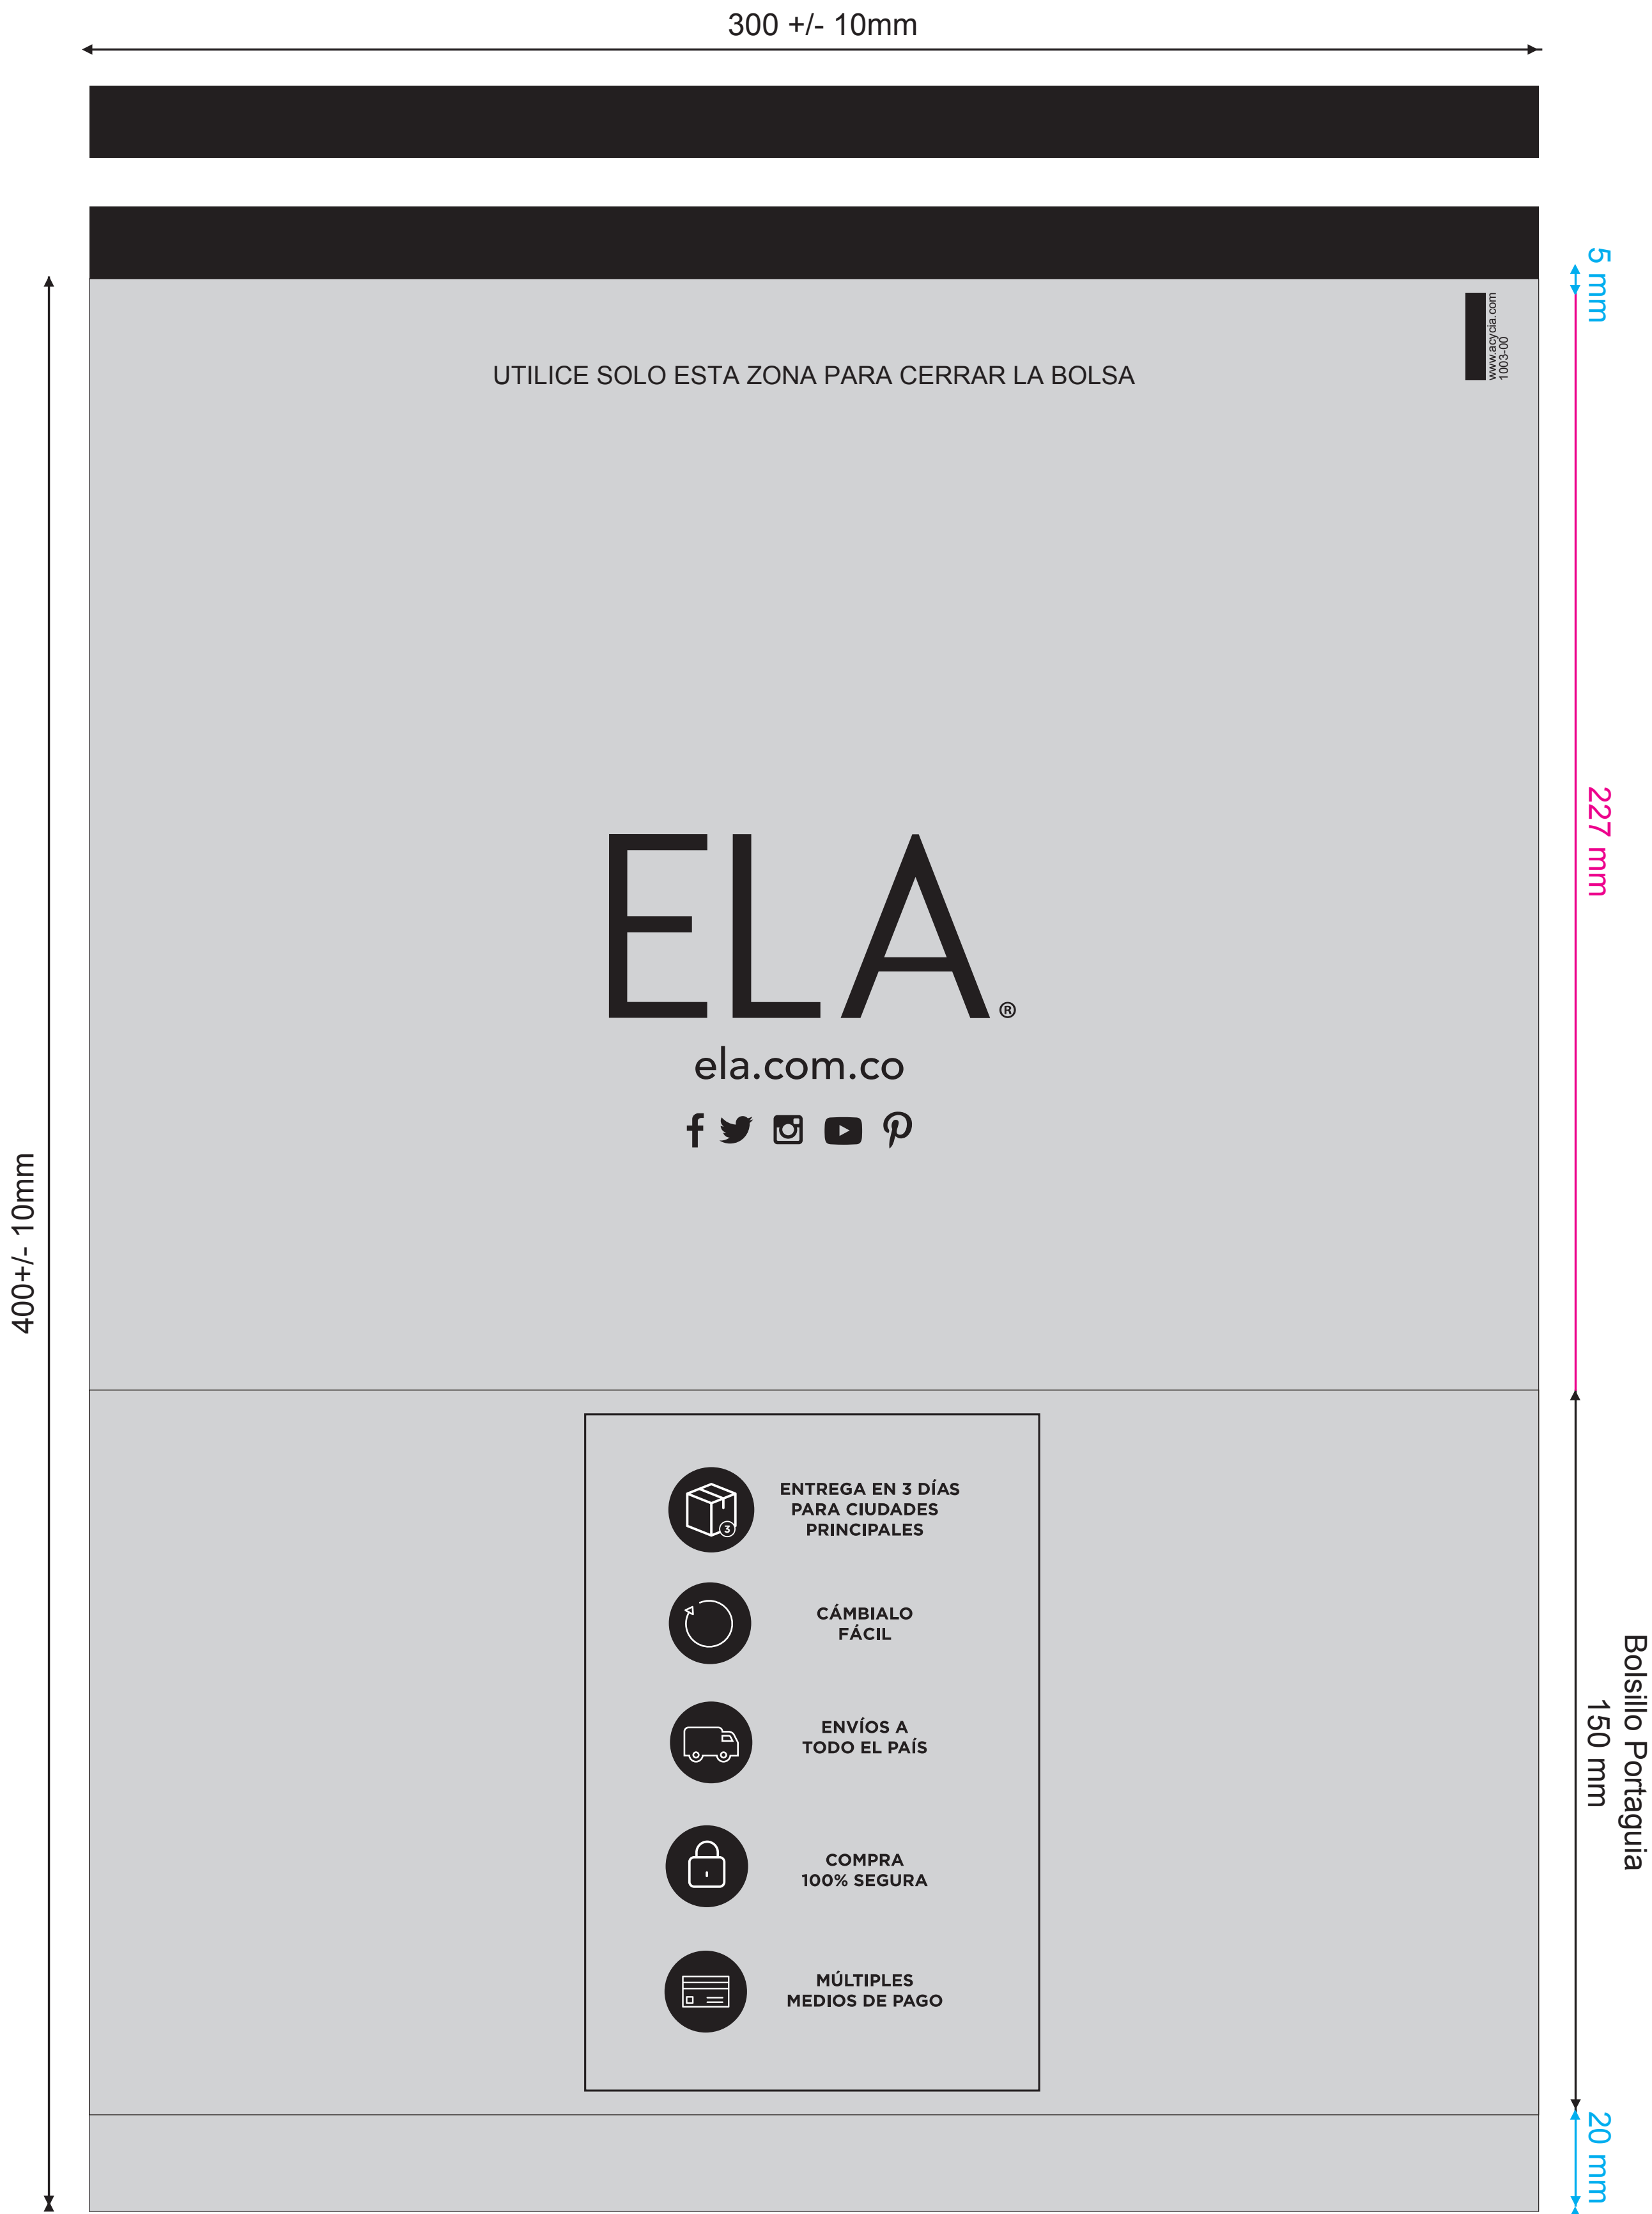 300 +/- 10mm
5 mm
www.acycia.com
1003-00
UTILICE SOLO ESTA ZONA PARA CERRAR LA BOLSA
227 mm
ELA®
ela.com.co
400+/- 10mm
ENTREGA EN 3 DÍAS
PARA CIUDADES
PRINCIPALES
3
CÁMBIALO
FÁCIL
ENVÍOS A
TODO EL PAÍS
Bolsillo Portaguia
150 mm
COMPRA
100% SEGURA
MÚLTIPLES
MEDIOS DE PAGO
20 mm